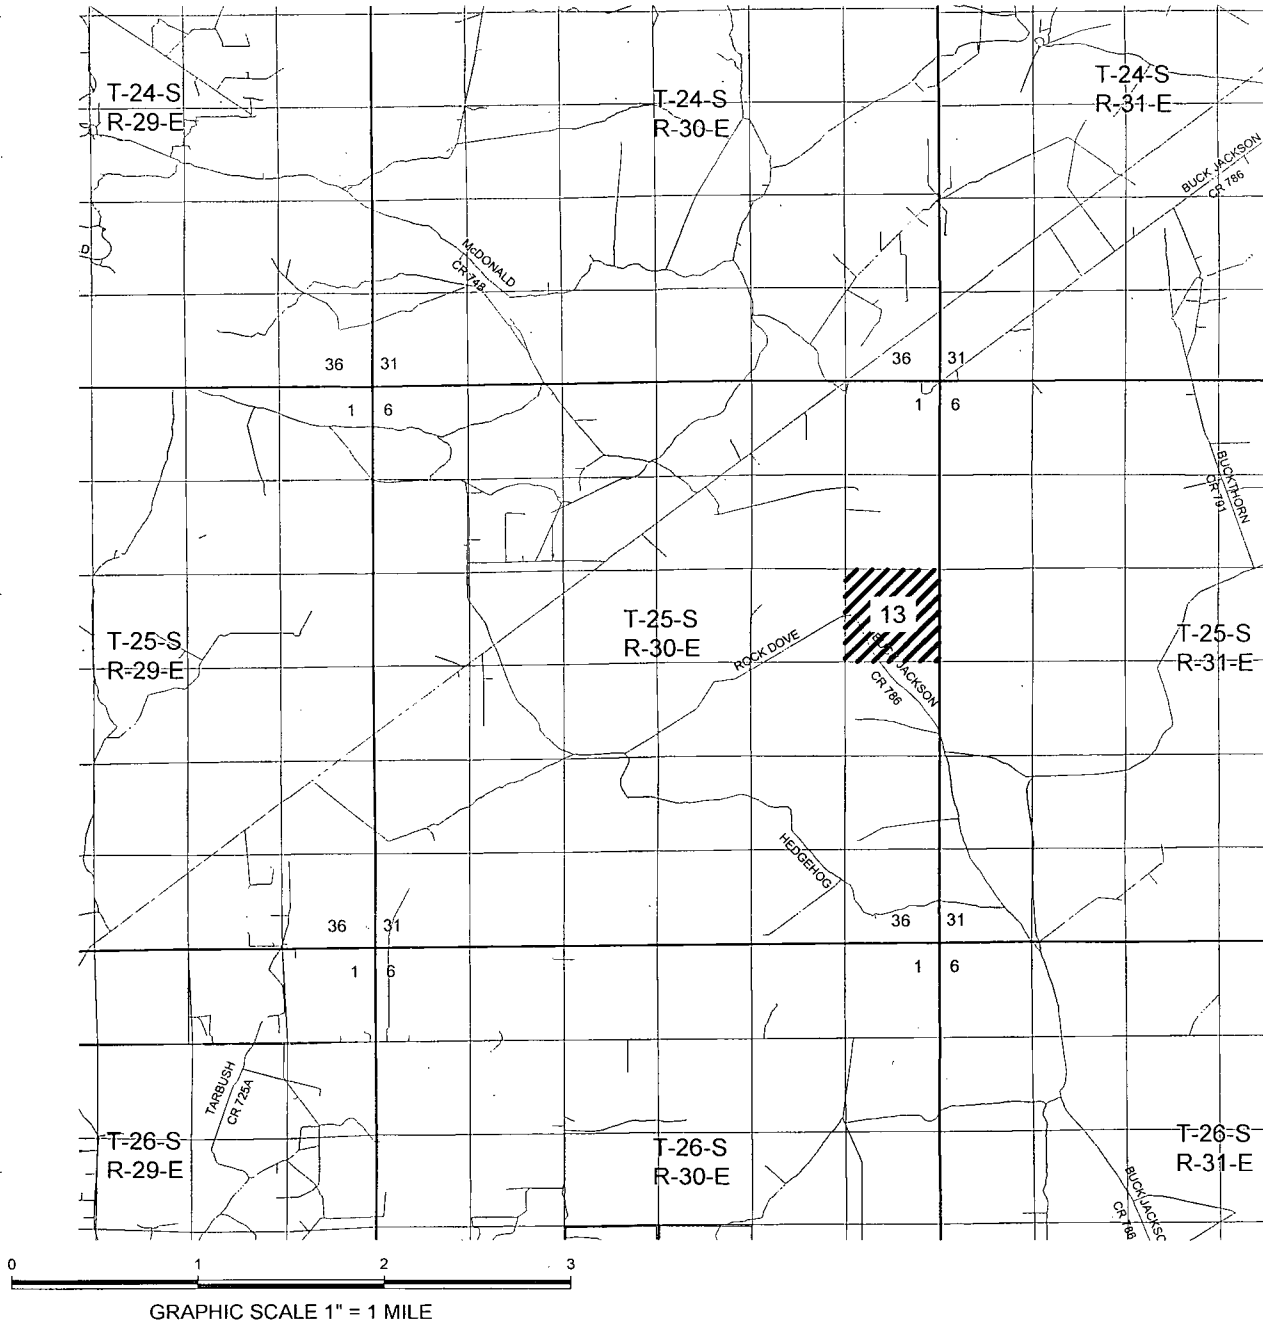 T-24-S
R-29-E
T-24-S
R-30-E
T-24-S
R-31-E
BUCK JACKSON
CR 786
D
McDONALD
CR 748
36 31
1 6
36 31
1 6
BUCKTHORN
CR 791
13
T-25-S
R-29-E
T-25-S
R-30-E
T-25-S
R-31-E
ROCK DOVE
BUCK JACKSON
CR 786
HEDGEHOG
36 31
1 6
36 31
1 6
TARBUSH
CR 725A
T-26-S
R-29-E
T-26-S
R-30-E
T-26-S
R-31-E
BUCK JACKSO
CR 786
0 1 2 3
GRAPHIC SCALE 1" = 1 MILE